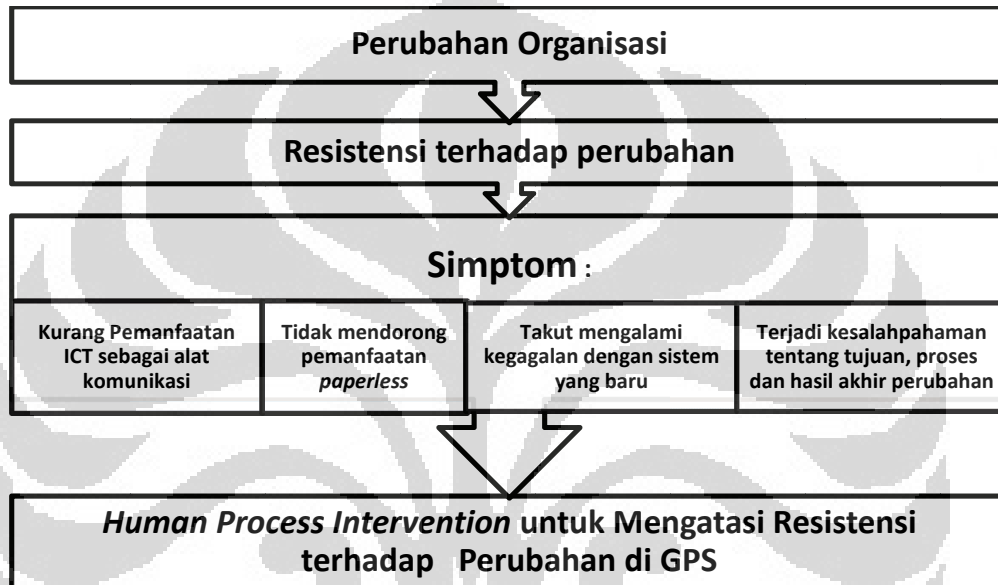 Perubahan Organisasi
Resistensi terhadap perubahan
Simptom :
Kurang Pemanfaatan
ICT sebagai alat
komunikasi
Tidak mendorong
pemanfaatan
paperless
Takut mengalami
kegagalan dengan sistem
yang baru
Terjadi kesalahpahaman
tentang tujuan, proses
dan hasil akhir perubahan
Human Process Intervention untuk Mengatasi Resistensi
terhadap Perubahan di GPS